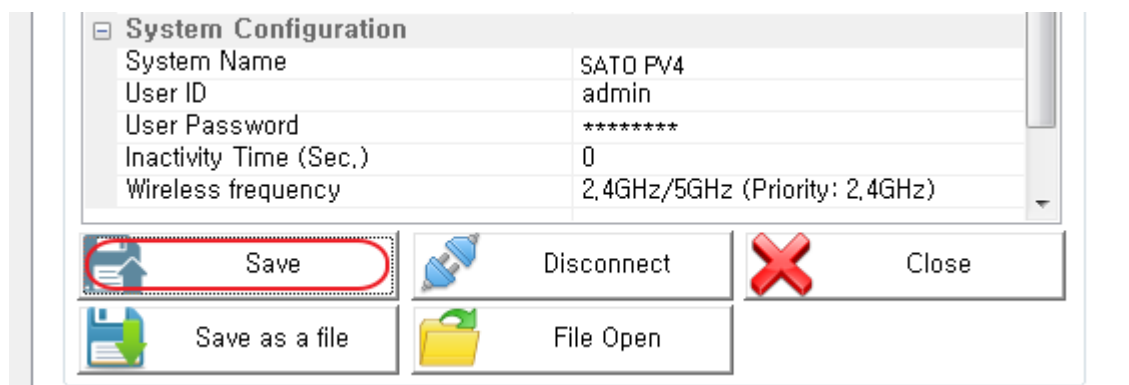 System Configuration
System Name SATO PV4
User ID admin
User Password ********
Inactivity Time (Sec.) 0
Wireless frequency 2.4GHz/5GHz (Priority: 2.4GHz)
Save Disconnect Close
Save as a file File Open